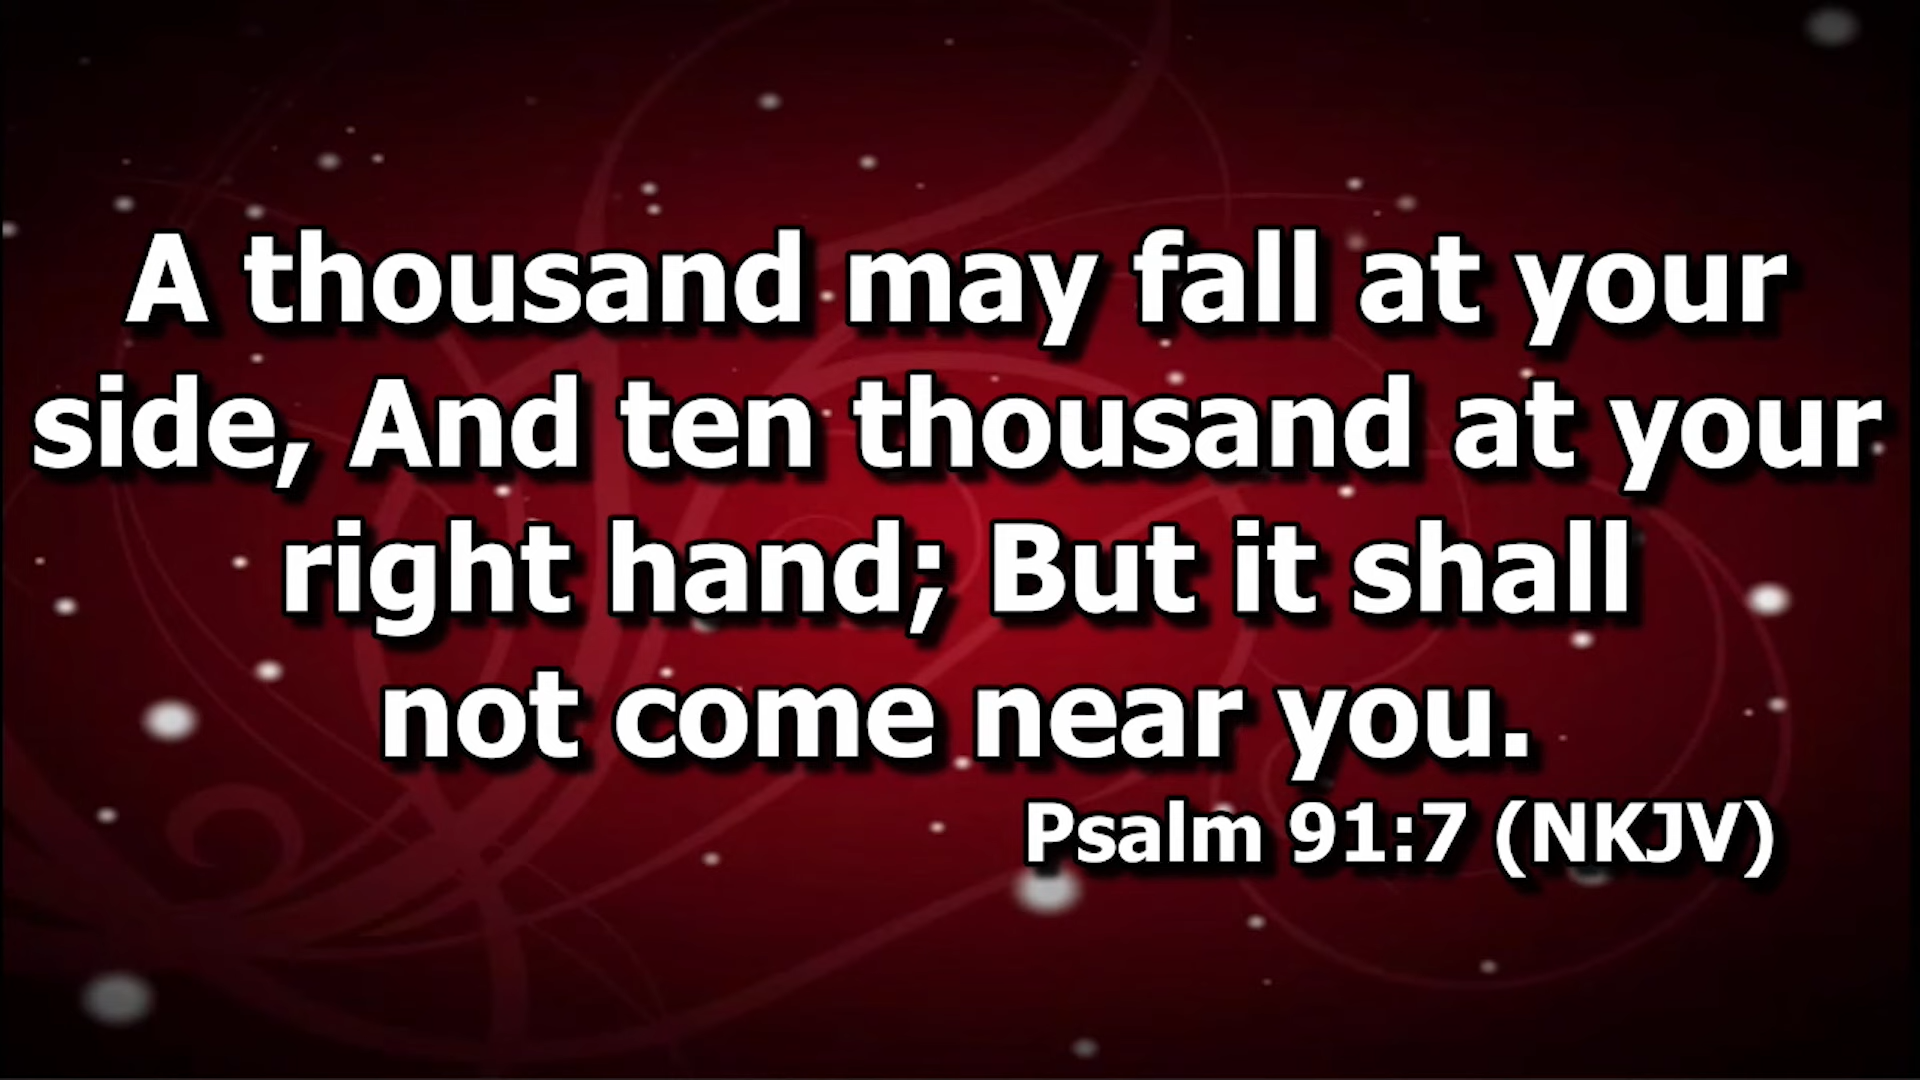 A thousand may fall at your
side, And ten thousand at your
right hand; But it shall
not come near you.
Psalm 91:7 (NKJV)